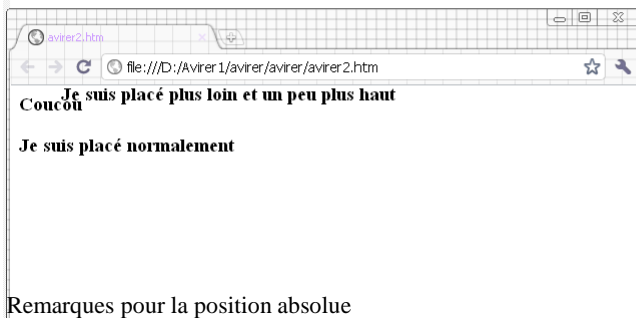 avirer2.htm
file:///D:/Avirer1/avirer/avirer/avirer2.htm
Je suis placé plus loin et un peu plus haut
Coucou
Je suis placé normalement
Remarques pour la position absolue